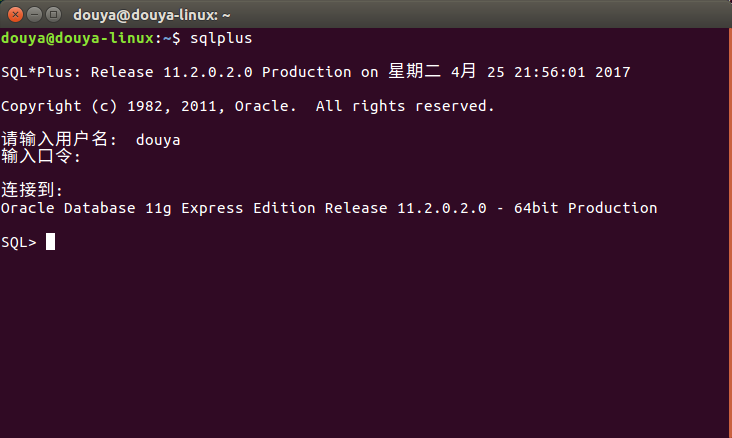 douya@douya-linux: ~
douya@douya-linux:~$ sqlplus
SQL*Plus: Release 11.2.0.2.0 Production on 星期二 4月 25 21:56:01 2017
Copyright (c) 1982, 2011, Oracle.  All rights reserved.
请输入用户名:  douya
输入口令:
连接到:
Oracle Database 11g Express Edition Release 11.2.0.2.0 - 64bit Production
SQL>